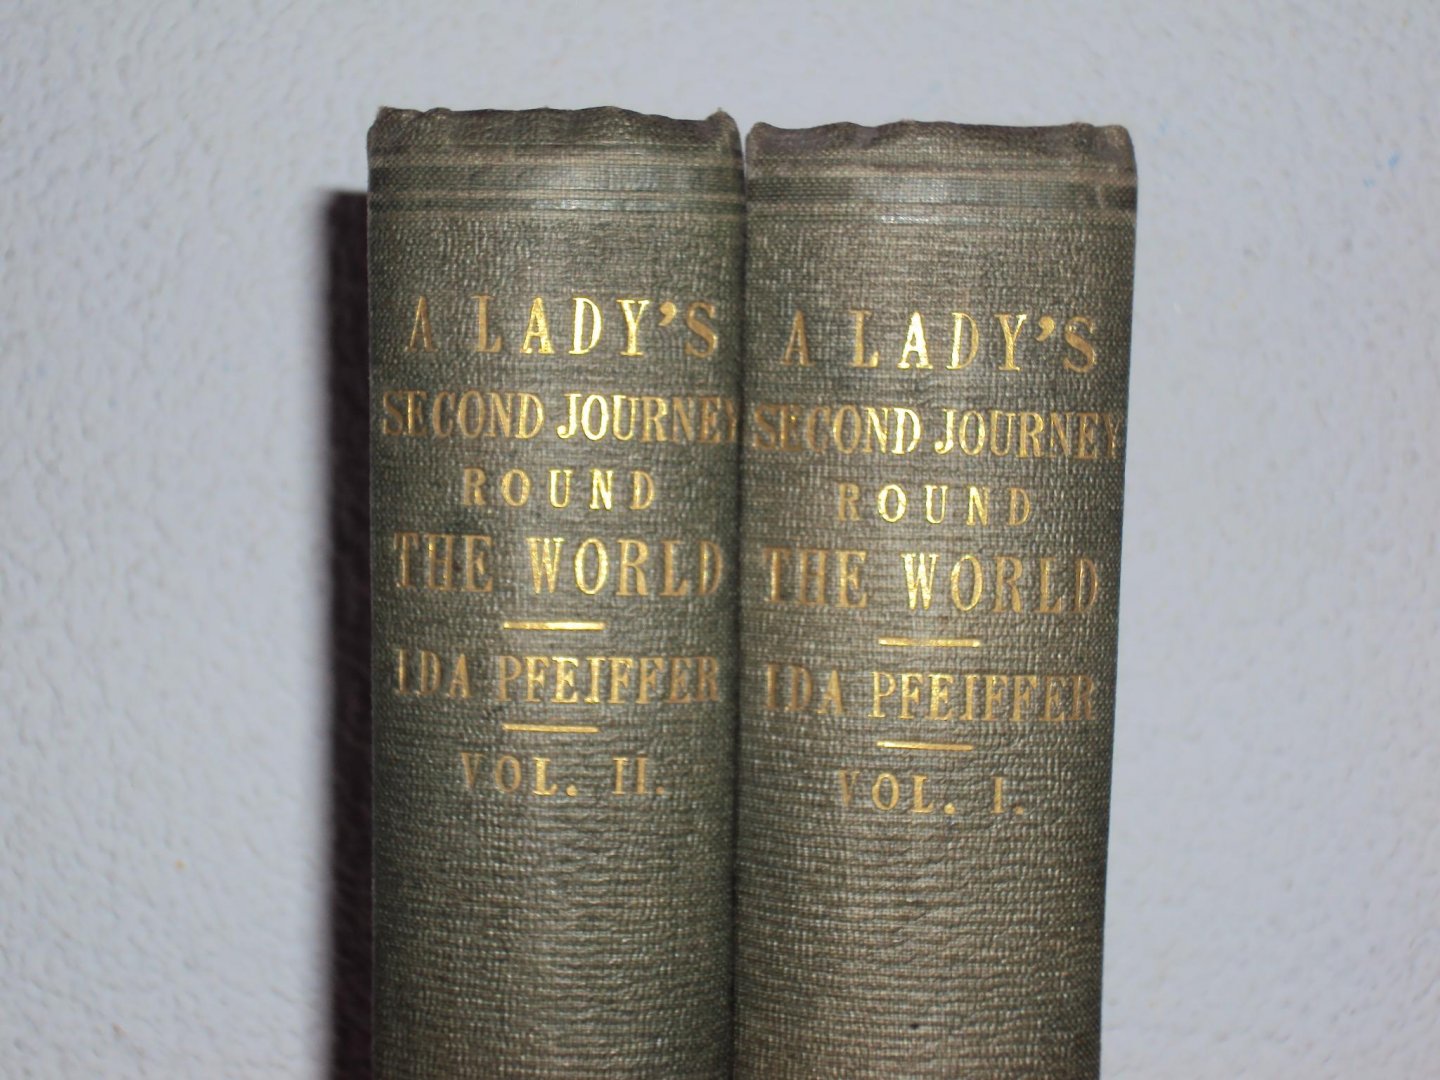 A LADY'S
SECOND JOURNEY
ROUND
THE WORLD
IDA PFEIFFER
VOL. II.
A LADY'S
SECOND JOURNEY
ROUND
THE WORLD
IDA PFEIFFER
VOL. I.